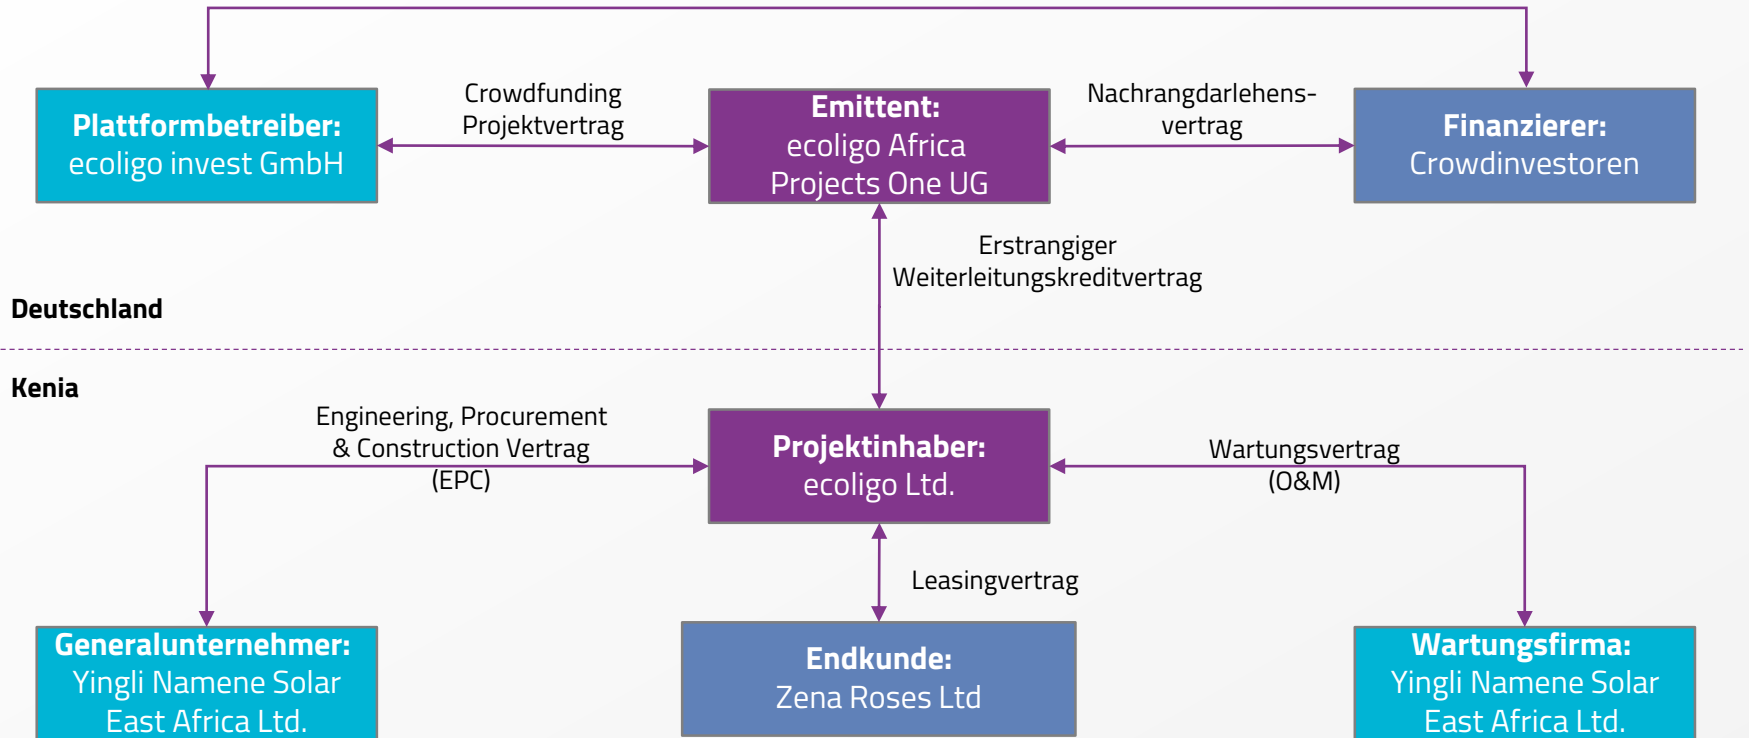 Plattformbetreiber:
ecoligo invest GmbH
Crowdfunding
Projektvertrag
Emittent:
ecoligo Africa
Projects One UG
Nachrangdarlehens-
vertrag
Finanzierer:
Crowdinvestoren
Erstrangiger
Weiterleitungskreditvertrag
Deutschland
Kenia
Engineering, Procurement
& Construction Vertrag
(EPC)
Projektinhaber:
ecoligo Ltd.
Wartungsvertrag
(O&M)
Leasingvertrag
Generalunternehmer:
Yingli Namene Solar
East Africa Ltd.
Endkunde:
Zena Roses Ltd
Wartungsfirma:
Yingli Namene Solar
East Africa Ltd.